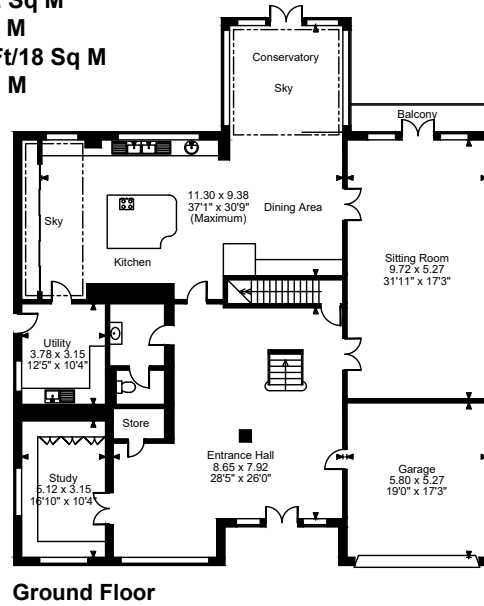 Sq M
M
Ft/18 Sq M
M
Conservatory
Sky
Balcony
11.30 x 9.38
37'1" x 30'9"
(Maximum)
Dining Area
Sky
Kitchen
Sitting Room
9.72 x 5.27
31'11" x 17'3"
Utility
3.78 x 3.15
12'5" x 10'4"
Store
Entrance Hall
8.65 x 7.92
28'5" x 26'0"
Study
5.12 x 3.15
16'10" x 10'4"
Garage
5.80 x 5.27
19'0" x 17'3"
Ground Floor